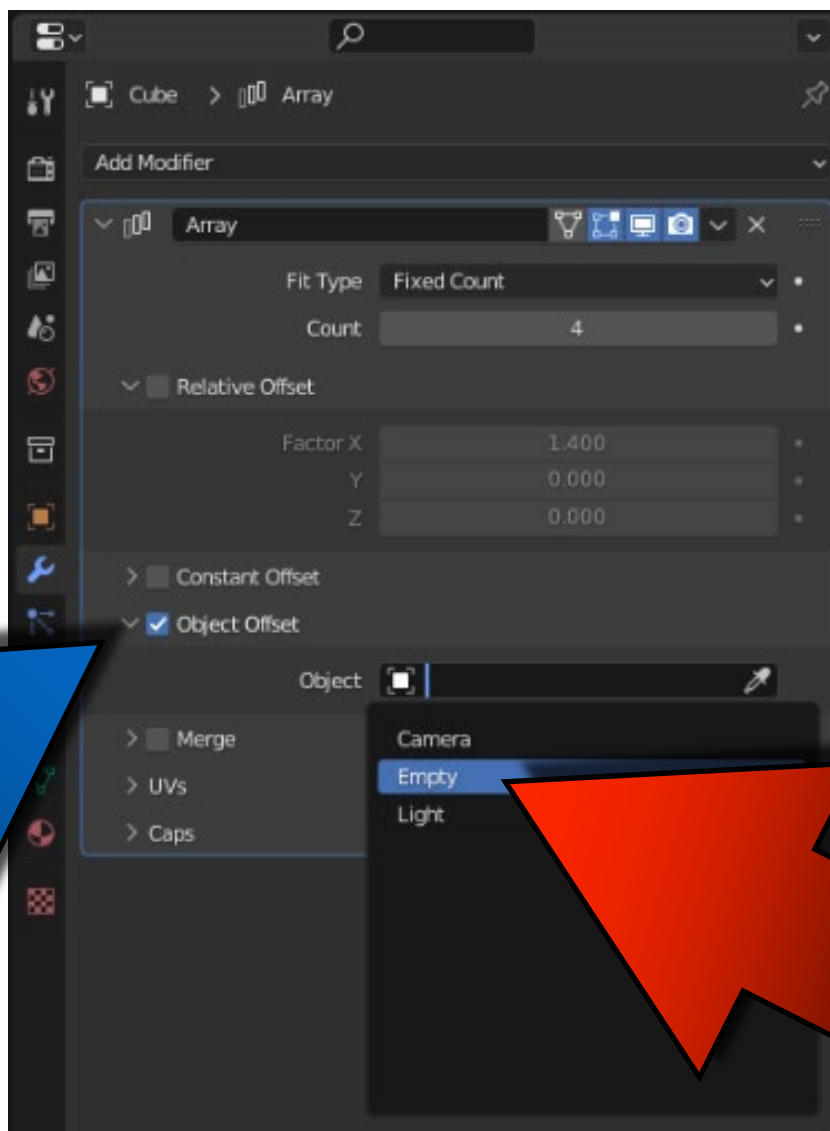 Cube > Array
Add Modifier
Array
Fit Type Fixed Count
Count 4
Relative Offset
Factor X 1.400
Y 0.000
Z 0.000
Constant Offset
Object Offset
Object
Merge
Camera
Empty
UVs
Light
Caps